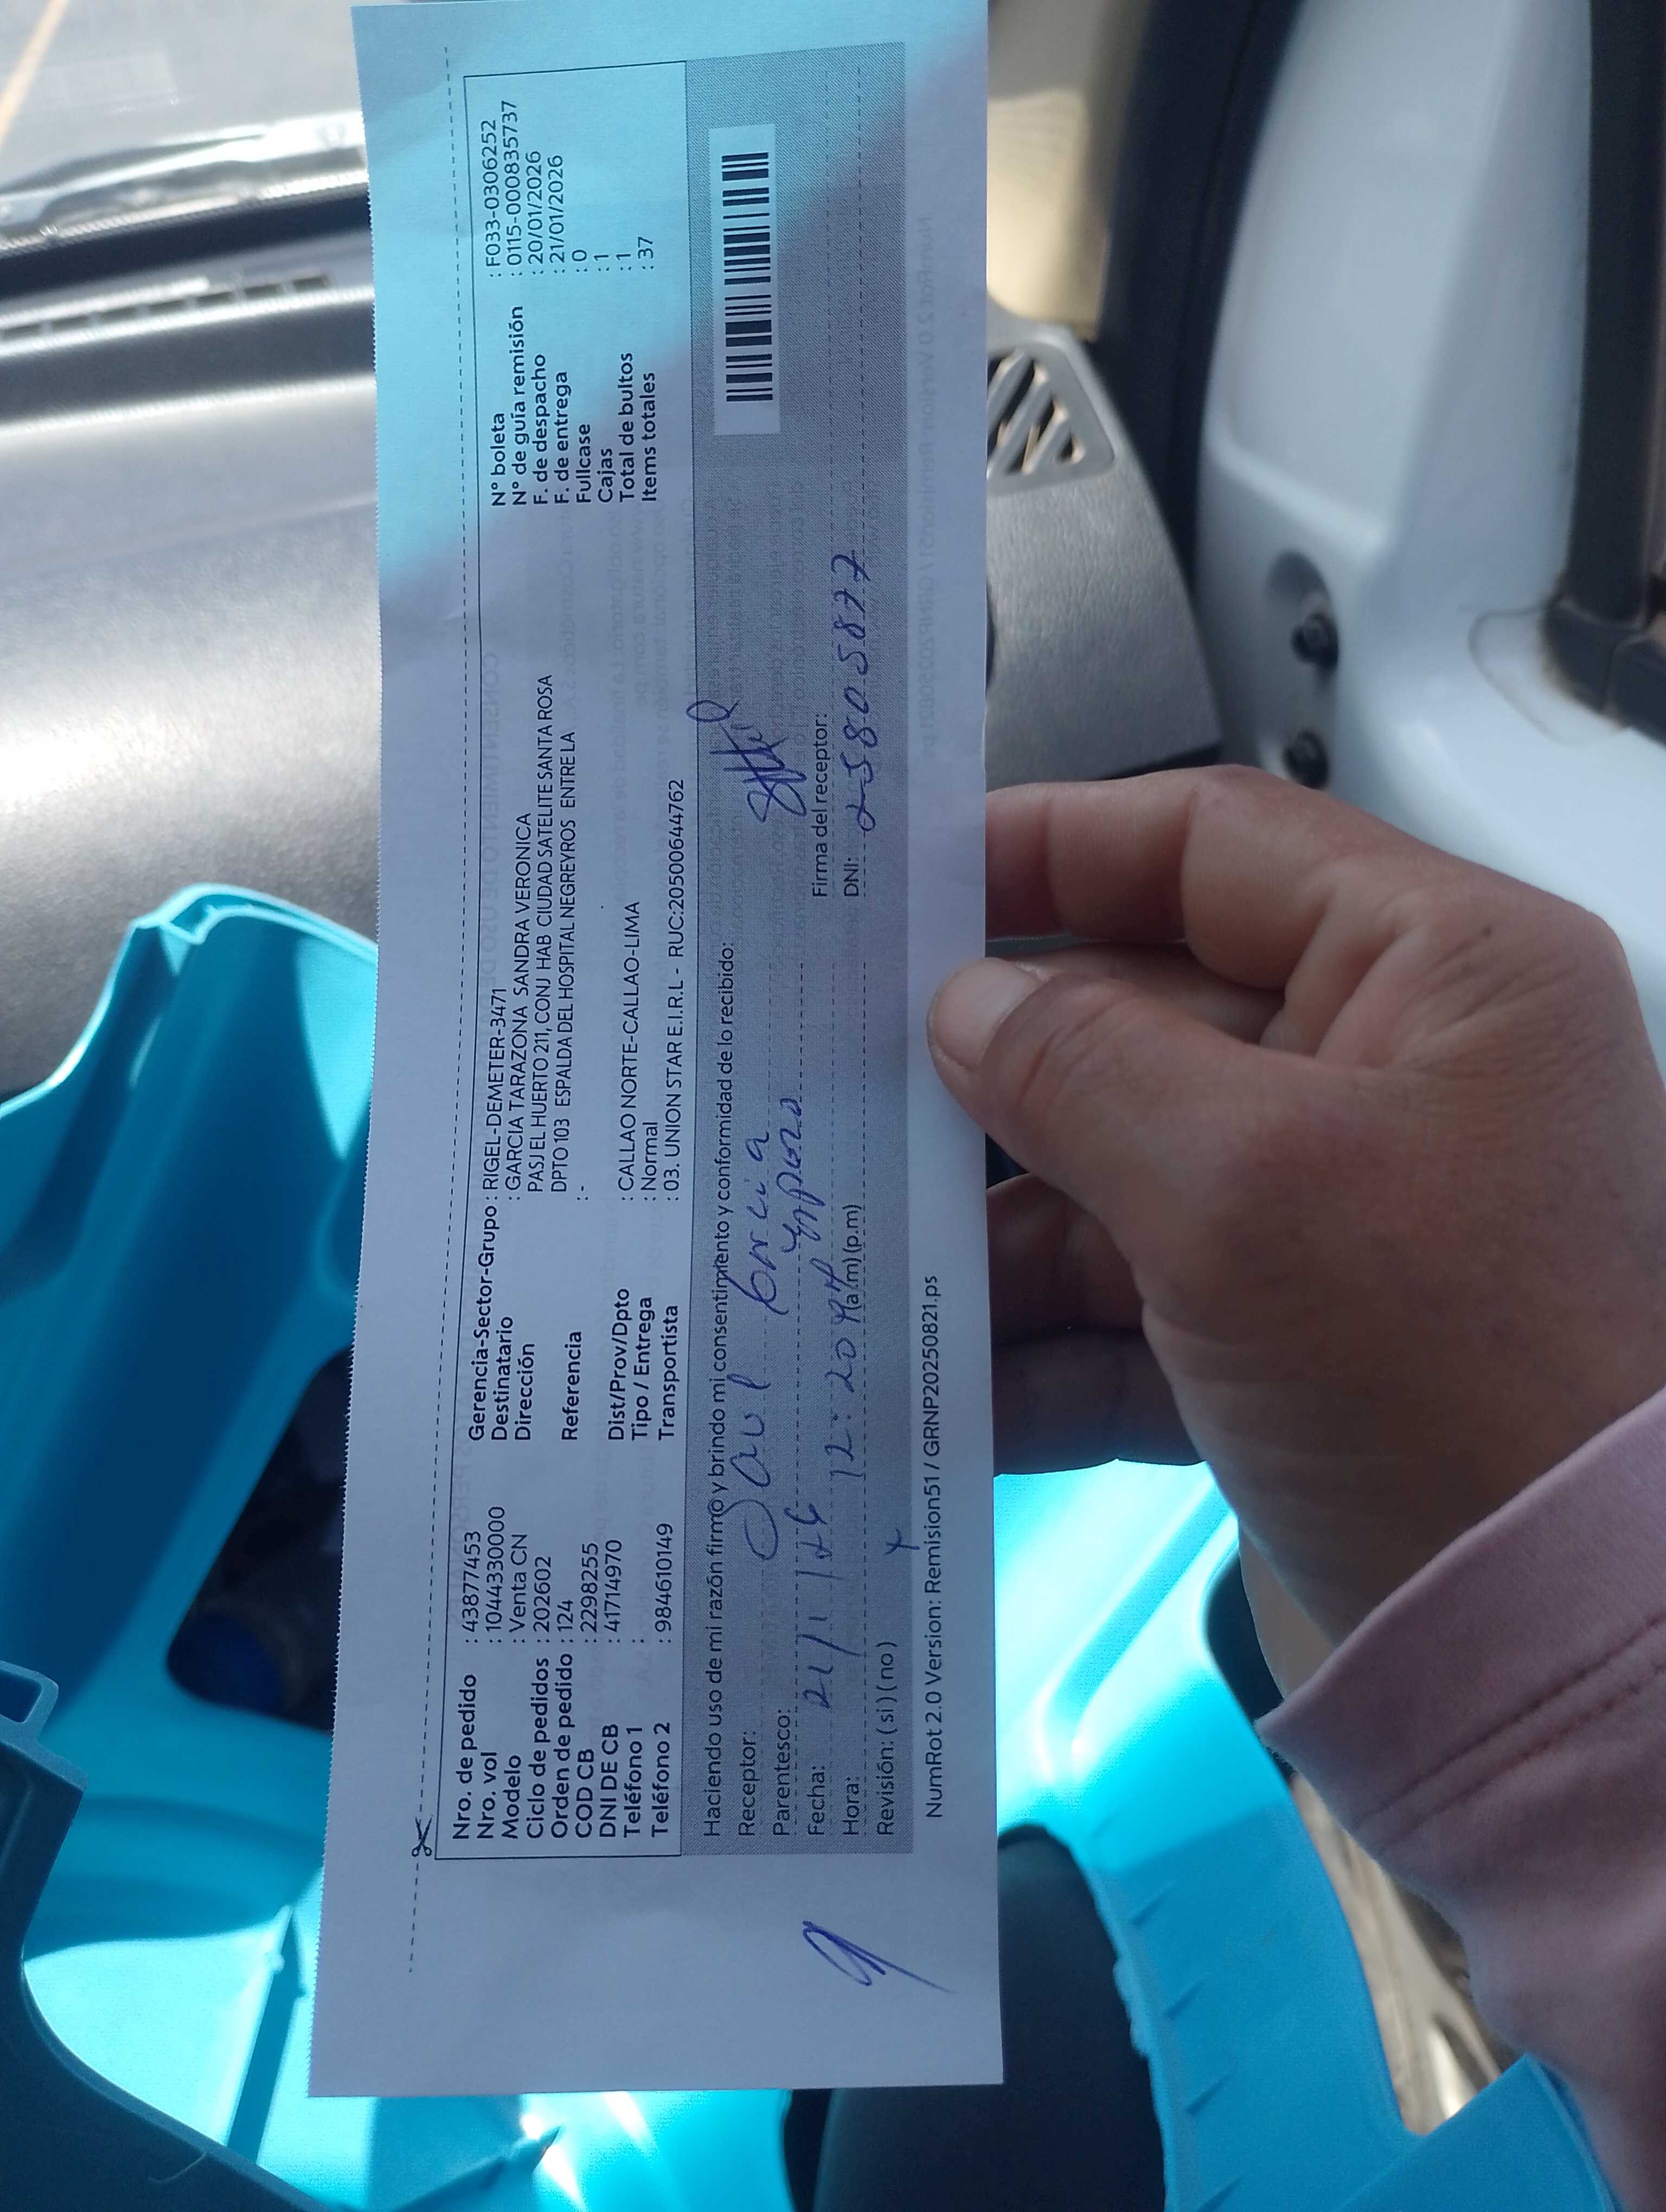 Nro. de pedido : 43877453
Nro. vol : 1044330000
Modelo : Venta CN
Ciclo de pedidos : 202602
Orden de pedido : 124
COD CB : 22298255
DNI DE CB : 41714970
Teléfono 1 :
Teléfono 2 : 984610149
Gerencia-Sector-Grupo : RIGEL-DEMETER-3471
Destinatario : GARCIA TARAZONA SANDRA VERONICA
Dirección PASJ EL HUERTO 211, CONJ HAB CIUDAD SATELITE SANTA ROSA
DPTO 103 ESPALDA DEL HOSPITAL NEGREYROS ENTRE LA
Referencia : -
Dist/Prov/Dpto : CALLAO NORTE-CALLAO-LIMA
Tipo / Entrega : Normal
Transportista : 03. UNION STAR E.I.R.L - RUC:20500644762
N° boleta : F033-0306252
N° de guía remisión : 0115-000835737
F. de despacho : 20/01/2026
F. de entrega : 21/01/2026
Fullcase : 0
Cajas : 1
Total de bultos : 1
Items totales : 37
Haciendo uso de mi razón firmo y brindo mi consentimiento y conformidad de lo recibido:
Receptor: Saul
Parentesco:
Fecha: 21/1/26
Hora: 12:20 (a.m) (p.m)
Revisión: ( si ) ( no )
Firma del receptor:
DNI: 25805877
NumRot 2.0 Version: Remision51 / GRNP20250821.ps